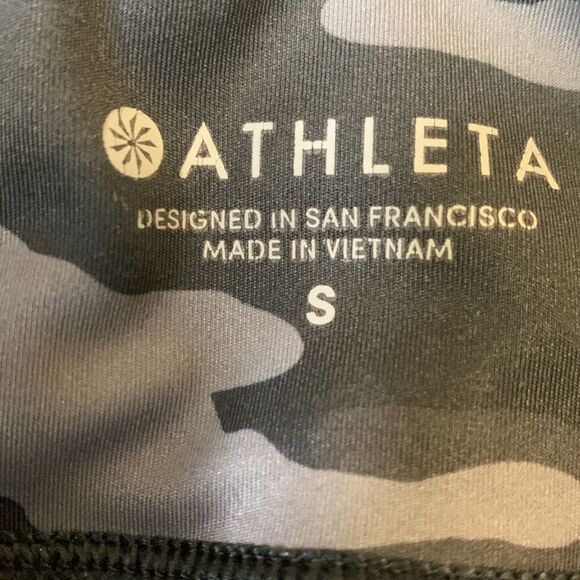 ATHLETA
DESIGNED IN SAN FRANCISCO
MADE IN VIETNAM
S